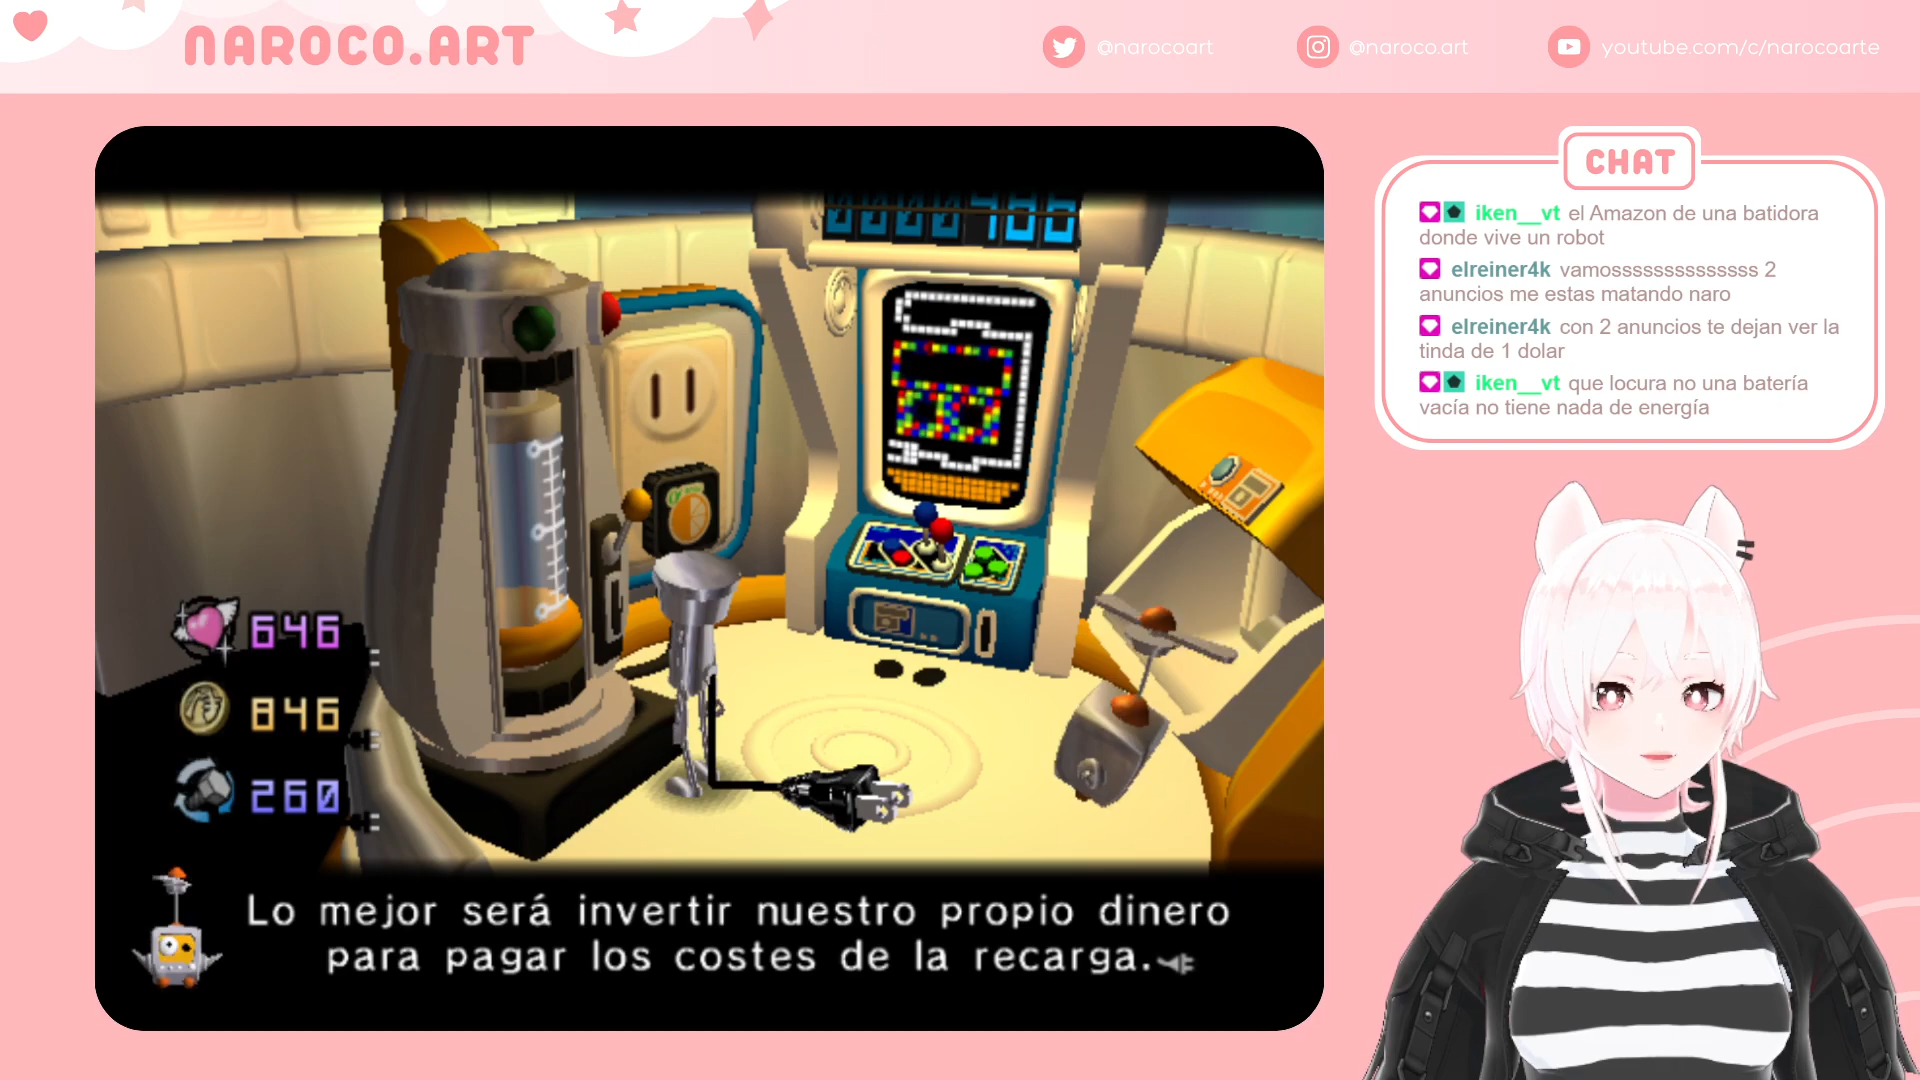 NAROCO.ART
@narocoart
@naroco.art
youtube.com/c/narocoarte
CHAT
iken__vt el Amazon de una batidora
donde vive un robot
elreiner4k vamosssssssssssss 2
anuncios me estas matando naro
elreiner4k con 2 anuncios te dejan ver la
tinda de 1 dolar
iken__vt que locura no una batería
vacía no tiene nada de energía
646
846
260
Lo mejor será invertir nuestro propio dinero
para pagar los costes de la recarga.